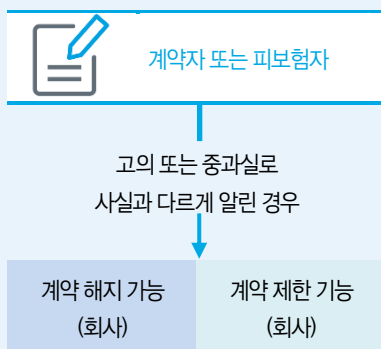 계약자 또는 피보험자
고의 또는 중과실로
사실과 다르게 알린 경우
계약 해지 가능
(회사)
계약 제한 기능
(회사)